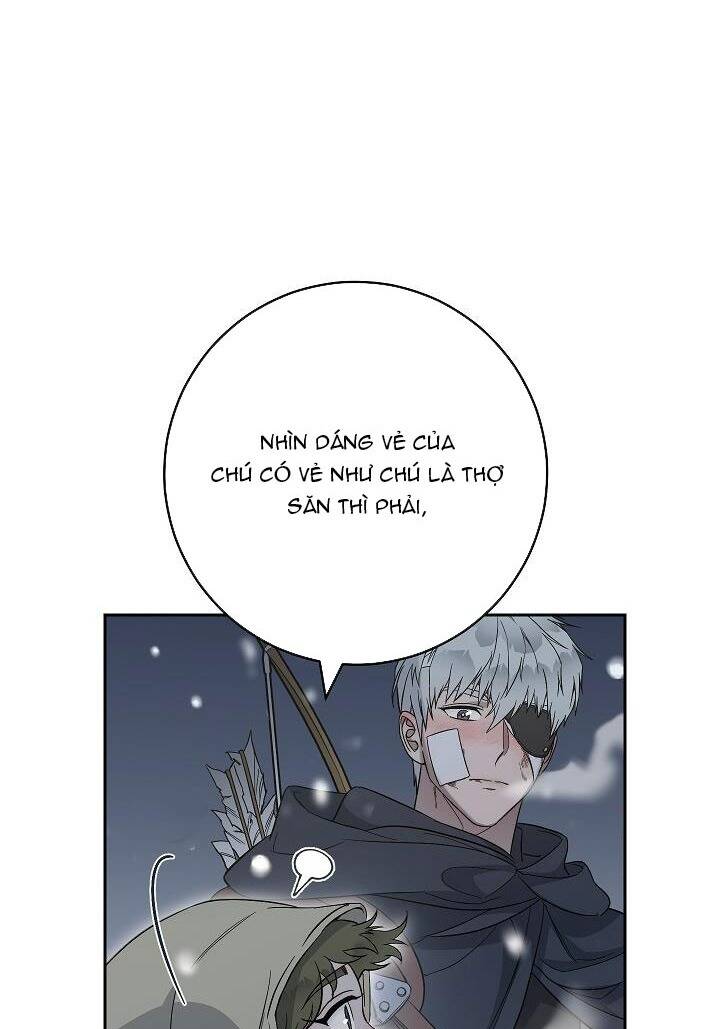 NHÌN DÁNG VẺ CỦA
CHÚ CÓ VẺ NHƯ CHÚ LÀ THỢ
SĂN THÌ PHẢI,